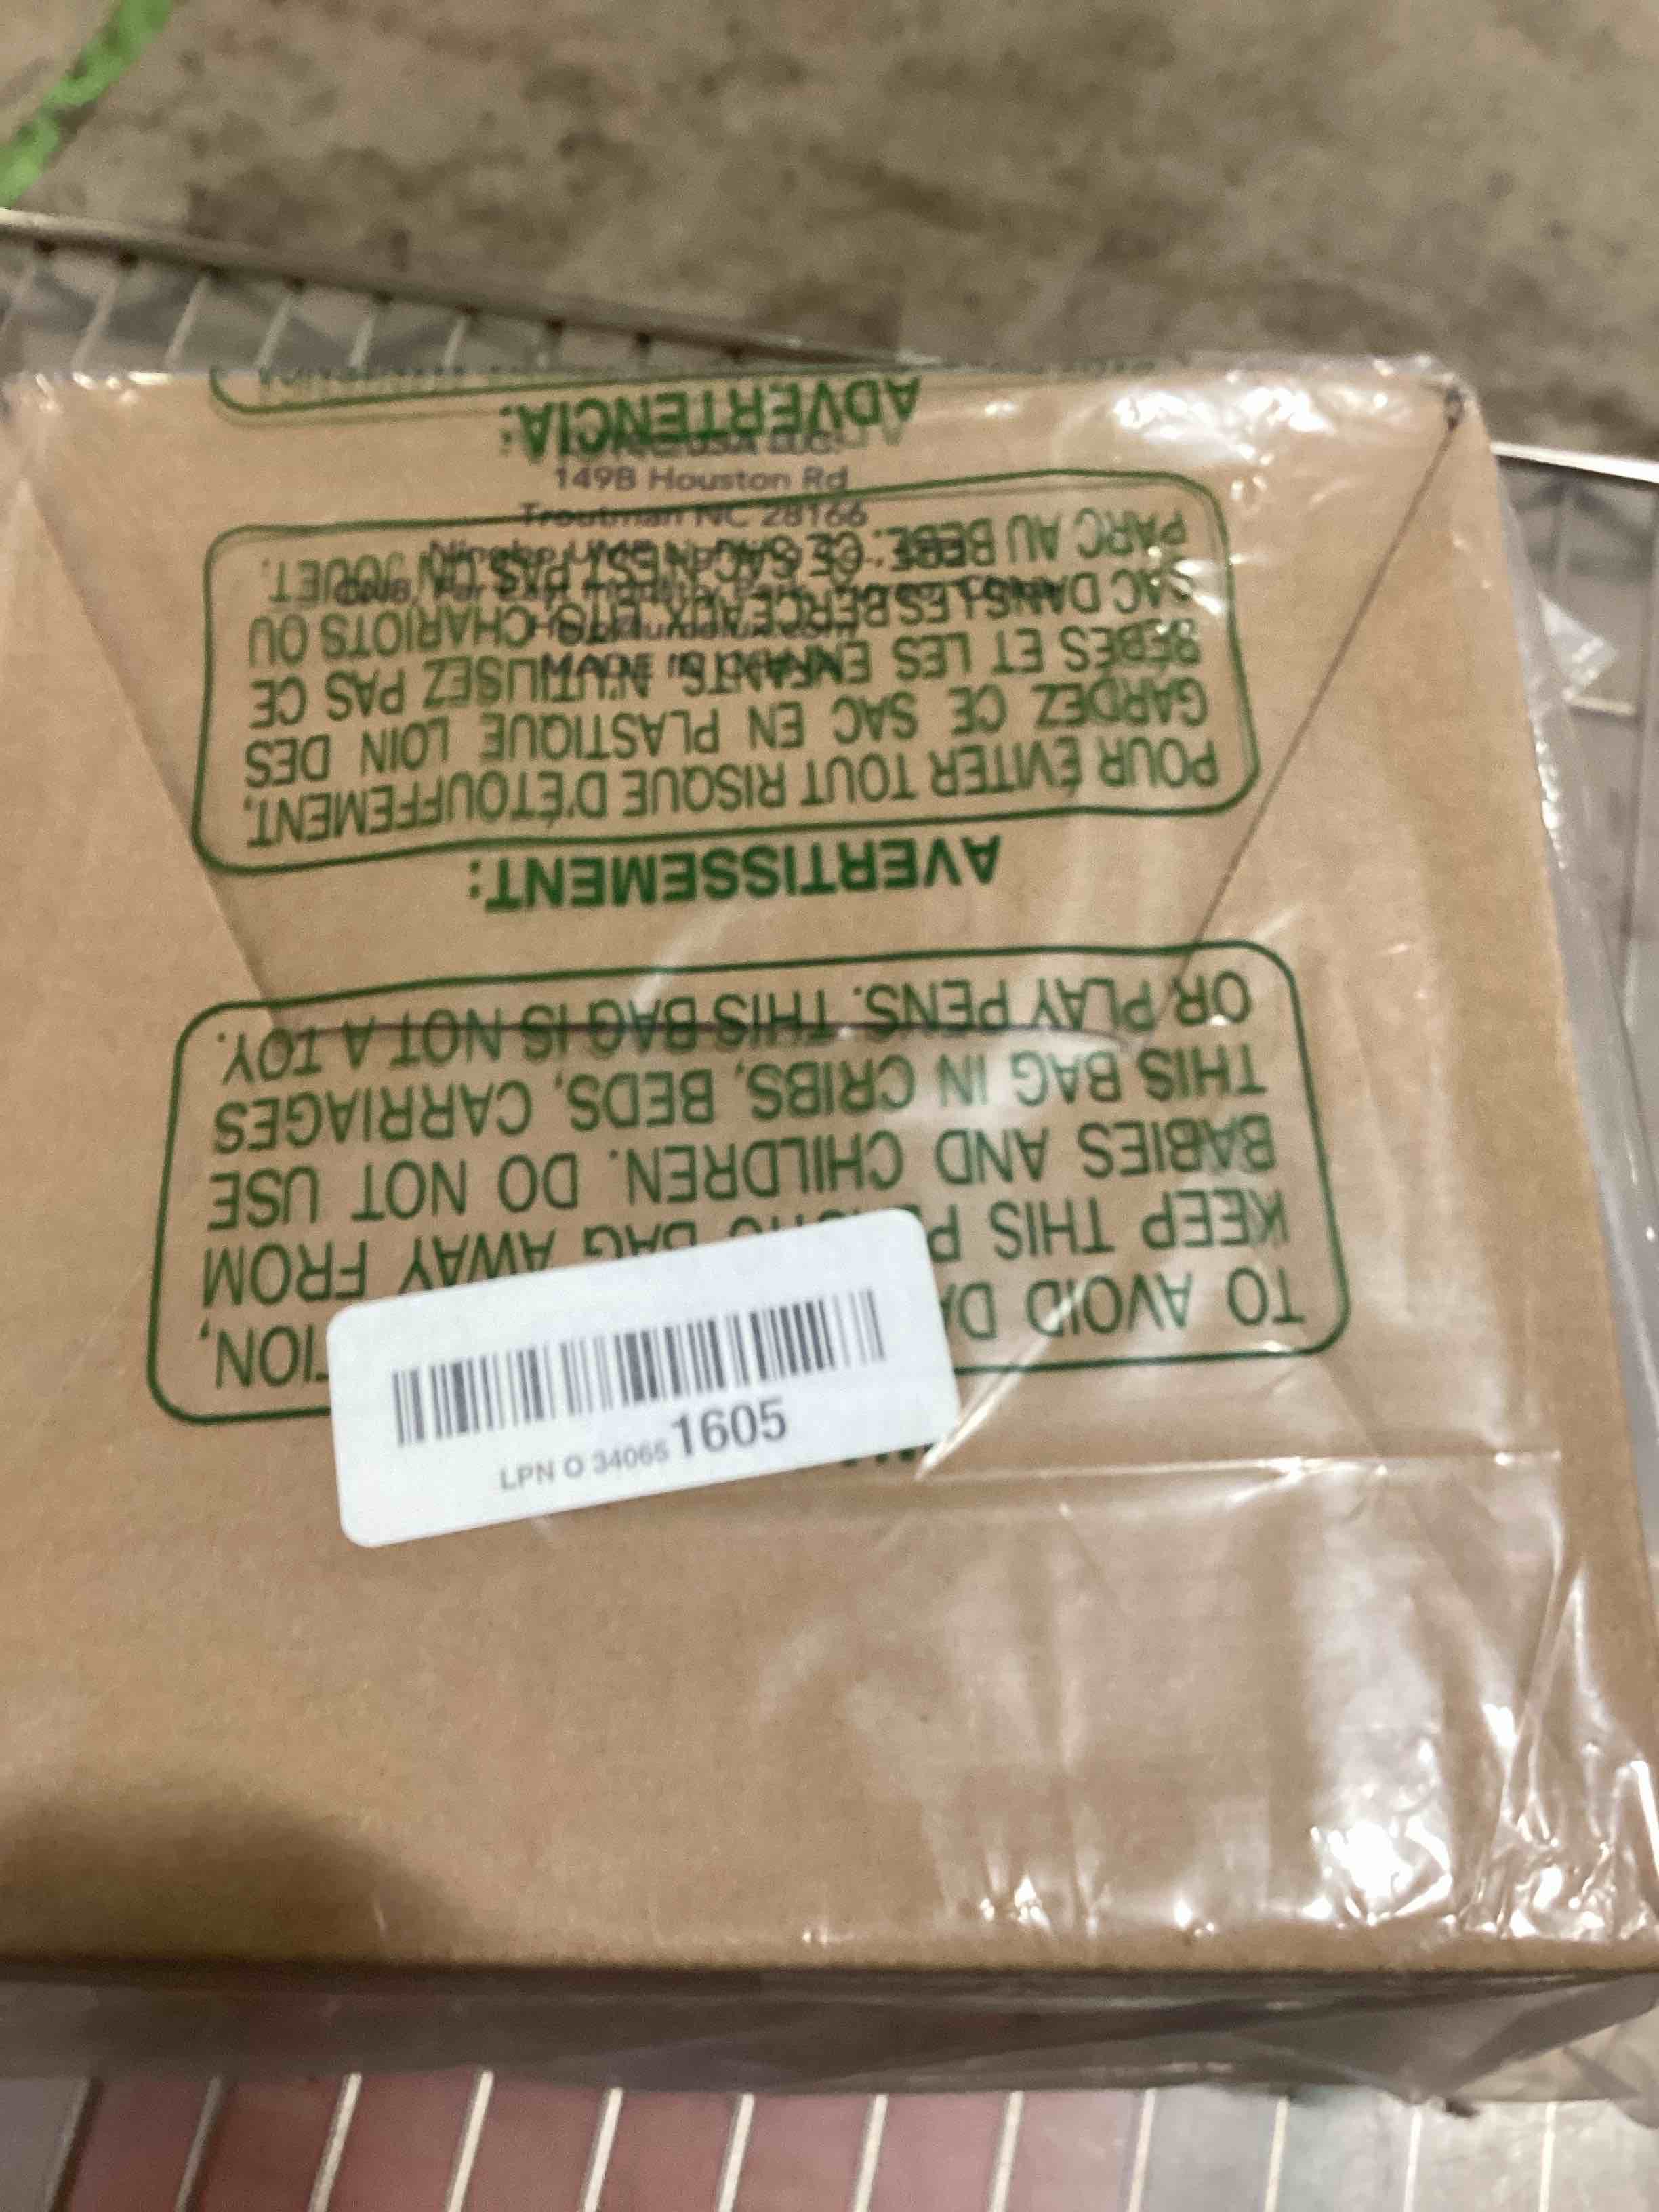 TO AVOID DA TION,
KEEP THIS P BAG AWAY FROM
BABIES AND CHILDREN. DO NOT USE
THIS BAG IN CRIBS, BEDS, CARRIAGES
OR PLAY PENS. THIS BAG IS NOT A TOY.
AVERTISSEMENT:
POUR ÉVITER TOUT RISQUE D'ÉTOUFFEMENT,
GARDEZ CE SAC EN PLASTIQUE LOIN DES
BÉBÉS ET LES ENFANTS. N'UTILISEZ PAS CE
SAC DANS LES BERCEAUX, LITS, CHARIOTS OU
PARC AU BÉBÉ. CE SAC N'EST PAS UN JOUET.
ADVERTENCIA:
149B Houston Rd
Troutman NC 28166
MADE IN
LPN O 340651605